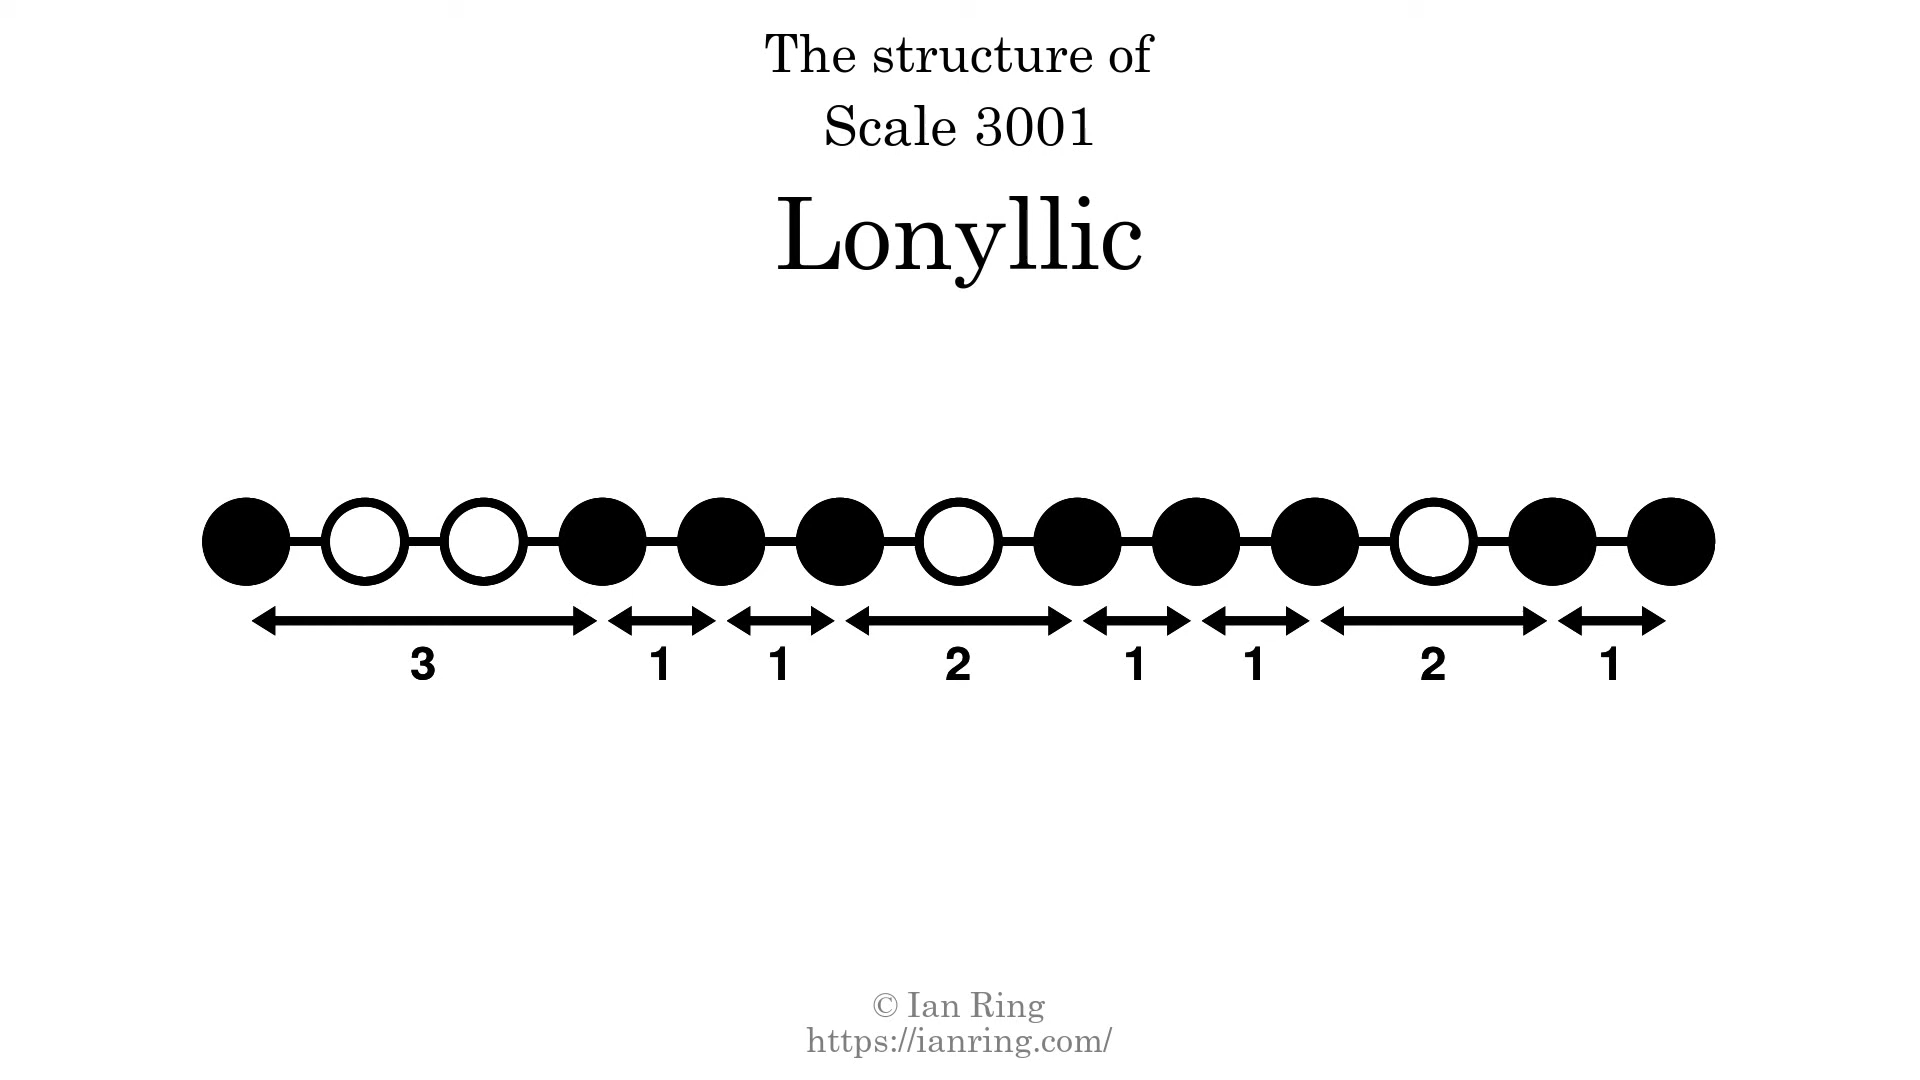 The structure of
Scale 3001
Lonyllic
3 1 1 2 1 1 2 1
© Ian Ring
https://ianring.com/